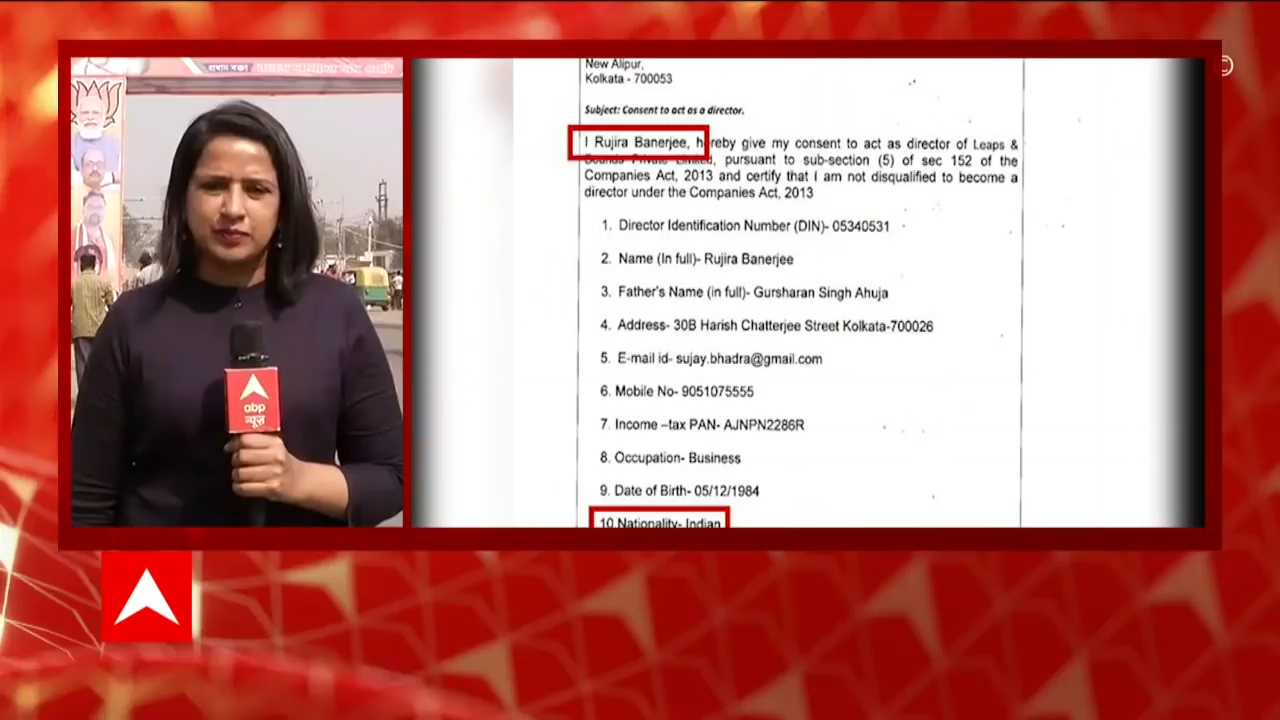 New Alipur,
Kolkata - 700053
Subject: Consent to act as a director.
I Rujira Banerjee, hereby give my consent to act as director of Leaps &
Bounds Private Limited, pursuant to sub-section (5) of sec 152 of the
Companies Act, 2013 and certify that I am not disqualified to become a
director under the Companies Act, 2013
1. Director Identification Number (DIN)- 05340531
2. Name (In full)- Rujira Banerjee
3. Father's Name (in full)- Gursharan Singh Ahuja
4. Address- 30B Harish Chatterjee Street Kolkata-700026
5. E-mail id- sujay.bhadra@gmail.com
6. Mobile No- 9051075555
7. Income –tax PAN- AJNPN2286R
8. Occupation- Business
9. Date of Birth- 05/12/1984
10 Nationality- Indian
abp
न्यूज़